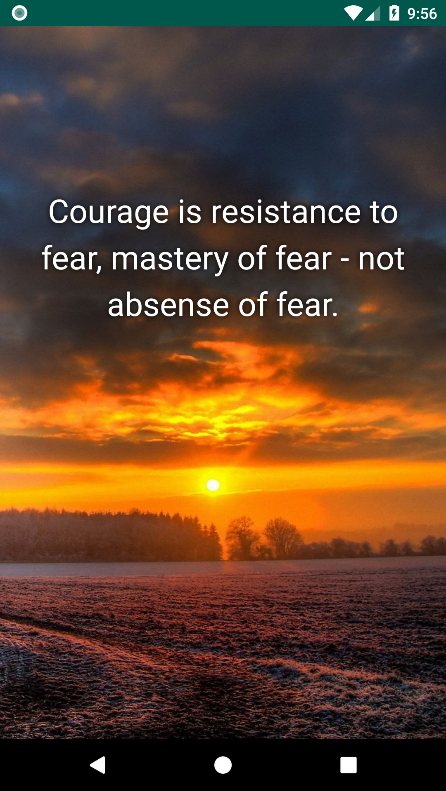 9:56
Courage is resistance to
fear, mastery of fear - not
absense of fear.